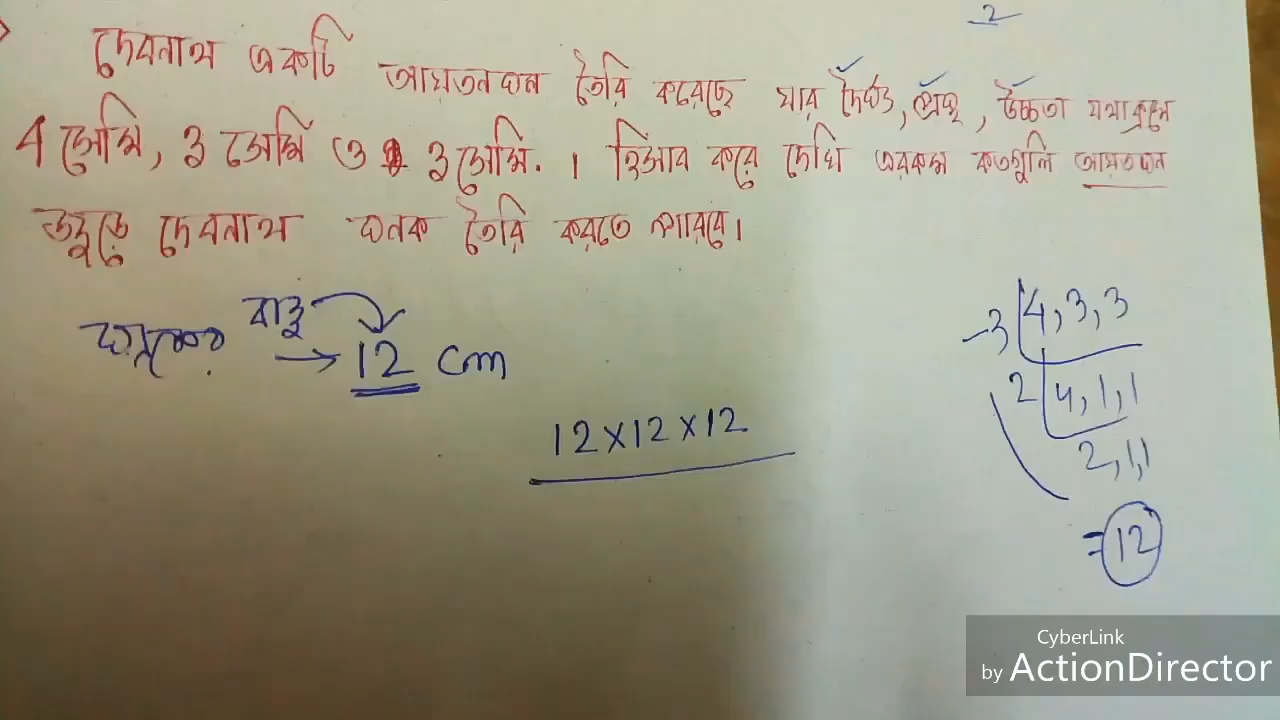 2
দেবনাথ একটি আয়তনঘন তৈরি করেছে যার দৈর্ঘ্য, প্রস্থ, উচ্চতা যথাক্রমে
4 সেমি, 3 সেমি ও 3 সেমি. । হিসাব করে দেখি এরকম কতগুলি আয়তঘন
জুড়ে দেবনাথ ঘনক তৈরি করতে পারবে।
ঘনকের বাহু → 12 cm
12×12×12
3 4, 3, 3
2 4, 1, 1
2, 1, 1
= 12
CyberLink
by ActionDirector